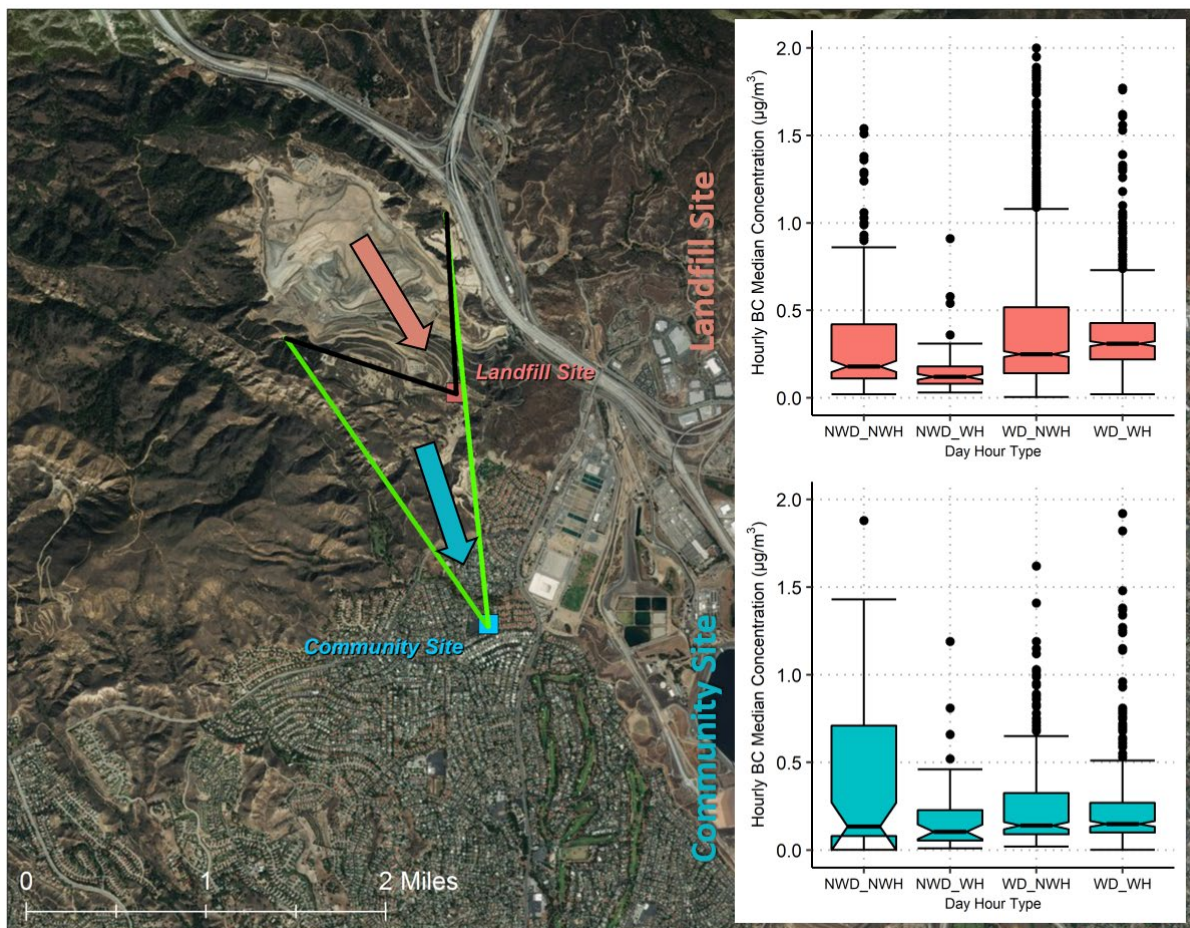 Landfill Site
Community Site
0
1
2 Miles
Landfill Site
Hourly BC Median Concentration (µg/m³)
2.0
1.5
1.0
0.5
0.0
NWD_NWH
NWD_WH
WD_NWH
WD_WH
Day Hour Type
Community Site
Hourly BC Median Concentration (µg/m³)
2.0
1.5
1.0
0.5
0.0
NWD_NWH
NWD_WH
WD_NWH
WD_WH
Day Hour Type